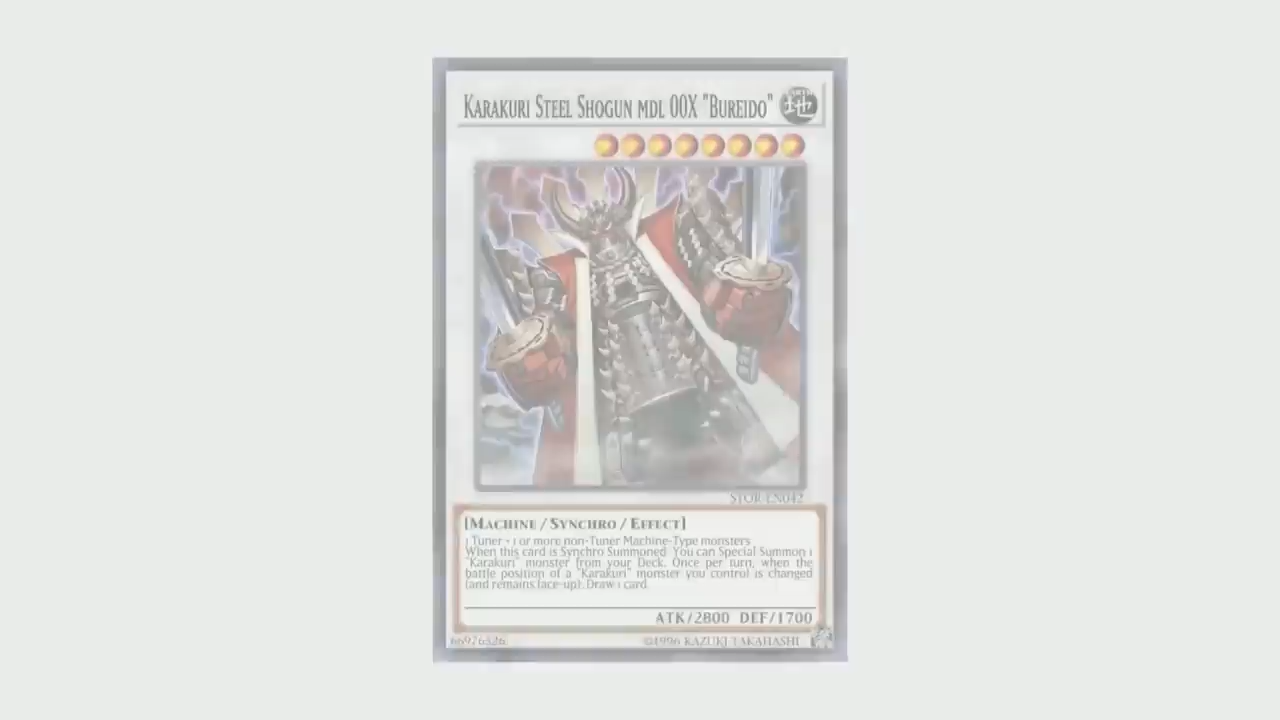 KARAKURI STEEL SHOGUN MDL 00X "BUREIDO"
EARTH
地
STOR-EN042
[MACHINE / SYNCHRO / EFFECT]
1 Tuner + 1 or more non-Tuner Machine-Type monsters
When this card is Synchro Summoned: You can Special Summon 1
"Karakuri" monster from your Deck. Once per turn, when the
battle position of a "Karakuri" monster you control is changed
(and remains face-up): Draw 1 card.
ATK/2800 DEF/1700
66976526
©1996 KAZUKI TAKAHASHI